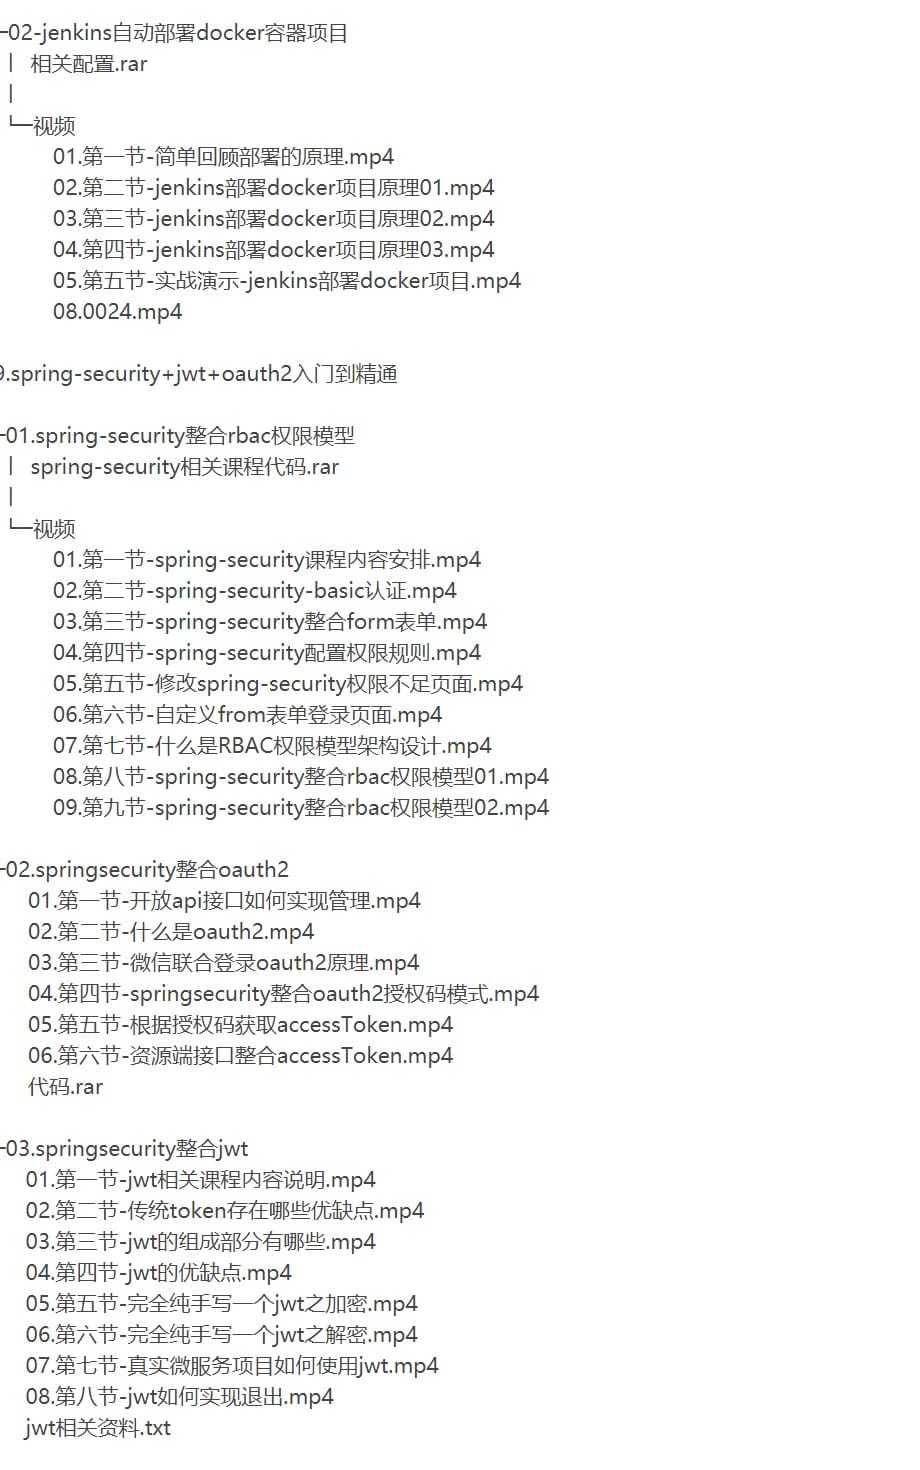 ├─02-jenkins自动部署docker容器项目
│ 相关配置.rar
│
└─视频
01.第一节-简单回顾部署的原理.mp4
02.第二节-jenkins部署docker项目原理01.mp4
03.第三节-jenkins部署docker项目原理02.mp4
04.第四节-jenkins部署docker项目原理03.mp4
05.第五节-实战演示-jenkins部署docker项目.mp4
08.0024.mp4
9.spring-security+jwt+oauth2入门到精通
├─01.spring-security整合rbac权限模型
│ spring-security相关课程代码.rar
│
└─视频
01.第一节-spring-security课程内容安排.mp4
02.第二节-spring-security-basic认证.mp4
03.第三节-spring-security整合form表单.mp4
04.第四节-spring-security配置权限规则.mp4
05.第五节-修改spring-security权限不足页面.mp4
06.第六节-自定义from表单登录页面.mp4
07.第七节-什么是RBAC权限模型架构设计.mp4
08.第八节-spring-security整合rbac权限模型01.mp4
09.第九节-spring-security整合rbac权限模型02.mp4
├─02.springsecurity整合oauth2
01.第一节-开放api接口如何实现管理.mp4
02.第二节-什么是oauth2.mp4
03.第三节-微信联合登录oauth2原理.mp4
04.第四节-springsecurity整合oauth2授权码模式.mp4
05.第五节-根据授权码获取accessToken.mp4
06.第六节-资源端接口整合accessToken.mp4
代码.rar
├─03.springsecurity整合jwt
01.第一节-jwt相关课程内容说明.mp4
02.第二节-传统token存在哪些优缺点.mp4
03.第三节-jwt的组成部分有哪些.mp4
04.第四节-jwt的优缺点.mp4
05.第五节-完全纯手写一个jwt之加密.mp4
06.第六节-完全纯手写一个jwt之解密.mp4
07.第七节-真实微服务项目如何使用jwt.mp4
08.第八节-jwt如何实现退出.mp4
jwt相关资料.txt